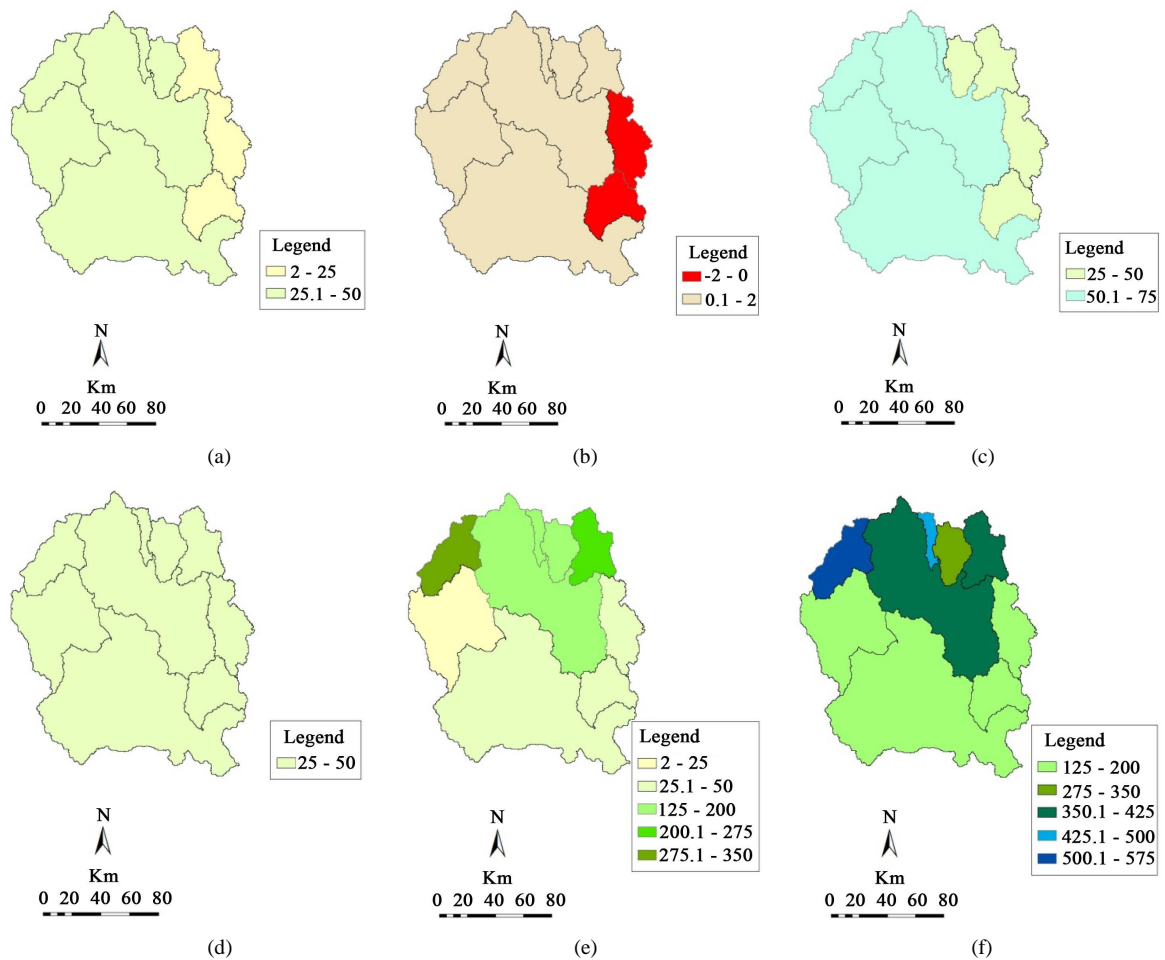 Legend
2 - 25
25.1 - 50
N
Km
0 20 40 60 80
(a)
Legend
-2 - 0
0.1 - 2
N
Km
0 20 40 60 80
(b)
Legend
25 - 50
50.1 - 75
N
Km
0 20 40 60 80
(c)
Legend
25 - 50
N
Km
0 20 40 60 80
(d)
Legend
2 - 25
25.1 - 50
125 - 200
200.1 - 275
275.1 - 350
N
Km
0 20 40 60 80
(e)
Legend
125 - 200
275 - 350
350.1 - 425
425.1 - 500
500.1 - 575
N
Km
0 20 40 60 80
(f)